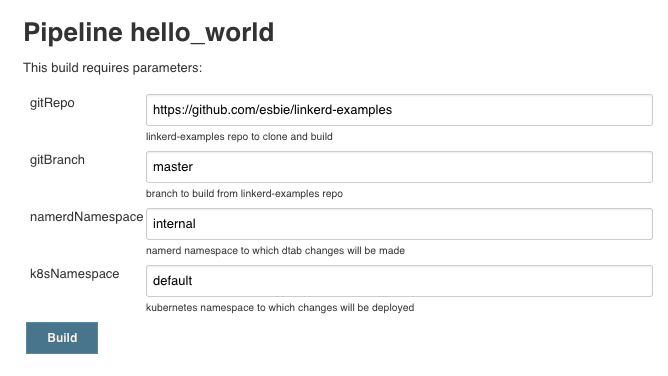 Pipeline hello_world
This build requires parameters:
gitRepo
https://github.com/esbie/linkerd-examples
linkerd-examples repo to clone and build
gitBranch
master
branch to build from linkerd-examples repo
namerdNamespace
internal
namerd namespace to which dtab changes will be made
k8sNamespace
default
kubernetes namespace to which changes will be deployed
Build